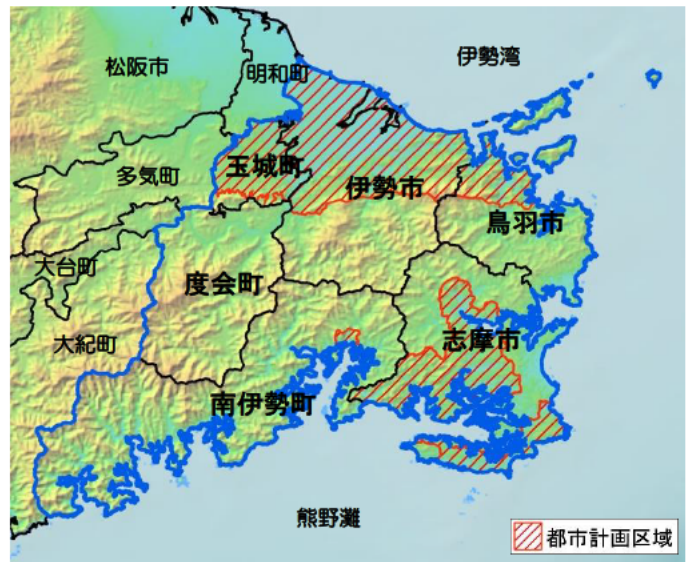 伊勢湾
松阪市
明和町
玉城町
多気町
伊勢市
鳥羽市
大台町
度会町
大紀町
志摩市
南伊勢町
熊野灘
都市計画区域